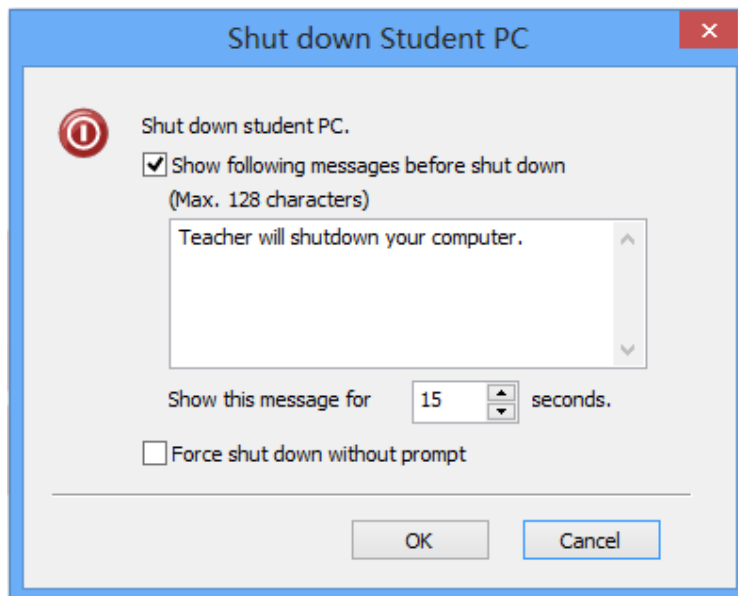 Shut down Student PC
Shut down student PC.
Show following messages before shut down
(Max. 128 characters)
Teacher will shutdown your computer.
Show this message for 15 seconds.
Force shut down without prompt
OK Cancel